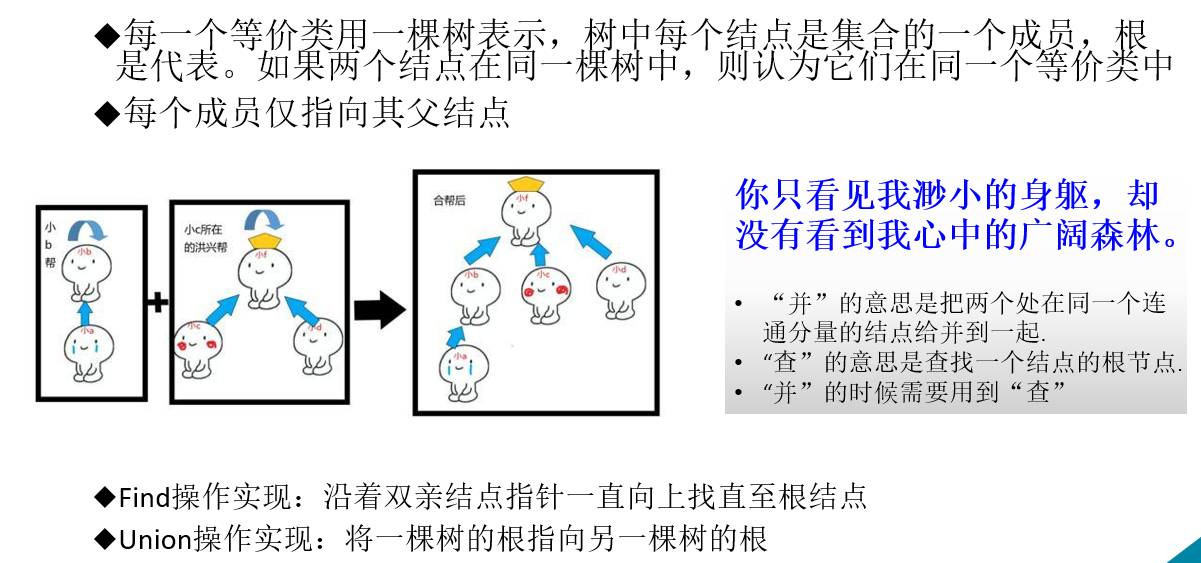 ◆每一个等价类用一棵树表示，树中每个结点是集合的一个成员，根
是代表。如果两个结点在同一棵树中，则认为它们在同一个等价类中
◆每个成员仅指向其父结点
小
b
帮
小b
小a
小c所在
的洪兴帮
小f
小c
小d
合帮后
小f
小b
小c
小d
小a
你只看见我渺小的身躯，却
没有看到我心中的广阔森林。
• “并”的意思是把两个处在同一个连
通分量的结点给并到一起.
• “查”的意思是查找一个结点的根节点.
• “并”的时候需要用到“查”
◆Find操作实现：沿着双亲结点指针一直向上找直至根结点
◆Union操作实现：将一棵树的根指向另一棵树的根